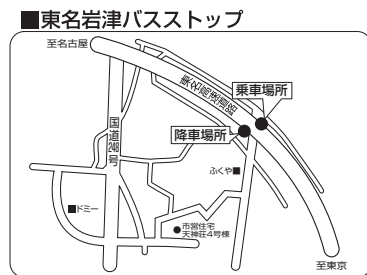 ■東名岩津バスストップ
至名古屋
東名高速道路
乗車場所
降車場所
国道248号
ふくや■
■ドミー
●市営住宅
天神荘4号棟
至東京